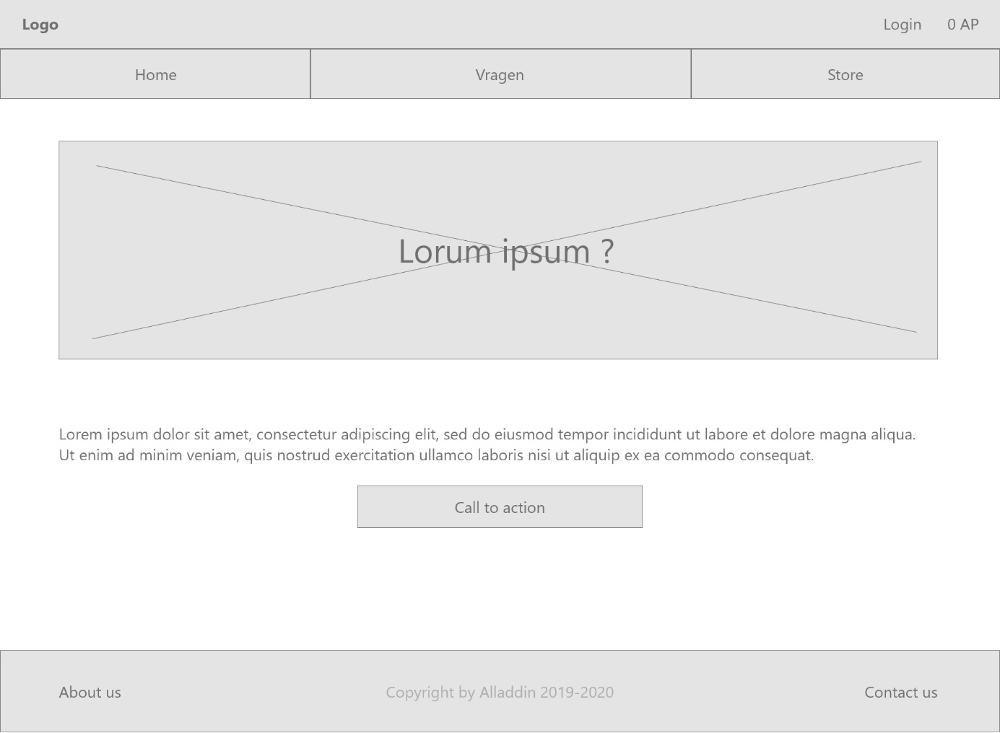 Logo
Login
0 AP
Home
Vragen
Store
Lorum ipsum ?
Lorem ipsum dolor sit amet, consectetur adipiscing elit, sed do eiusmod tempor incididunt ut labore et dolore magna aliqua.
Ut enim ad minim veniam, quis nostrud exercitation ullamco laboris nisi ut aliquip ex ea commodo consequat.
Call to action
About us
Copyright by Alladdin 2019-2020
Contact us